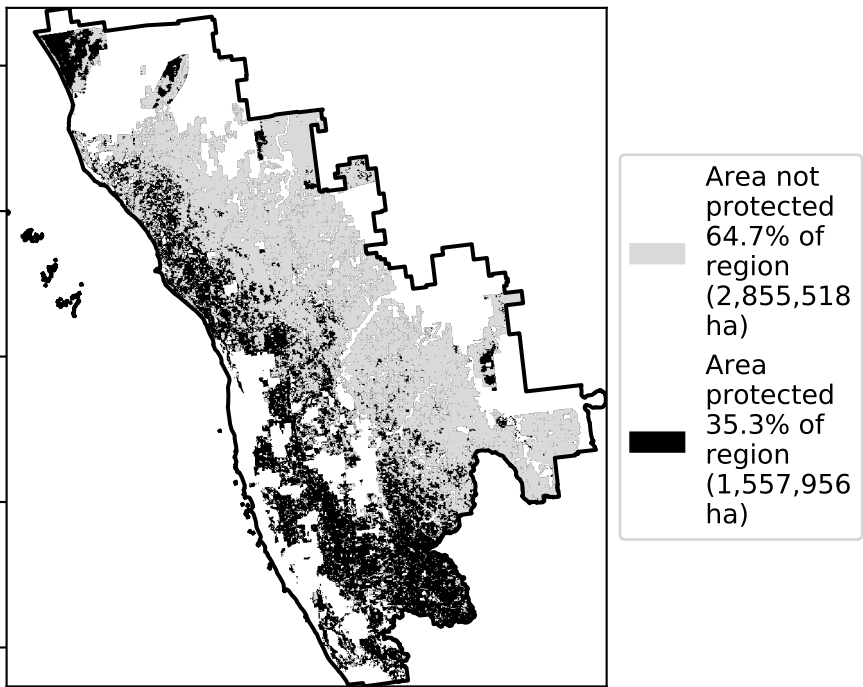 Area not
protected
64.7% of
region
(2,855,518
ha)
Area
protected
35.3% of
region
(1,557,956
ha)